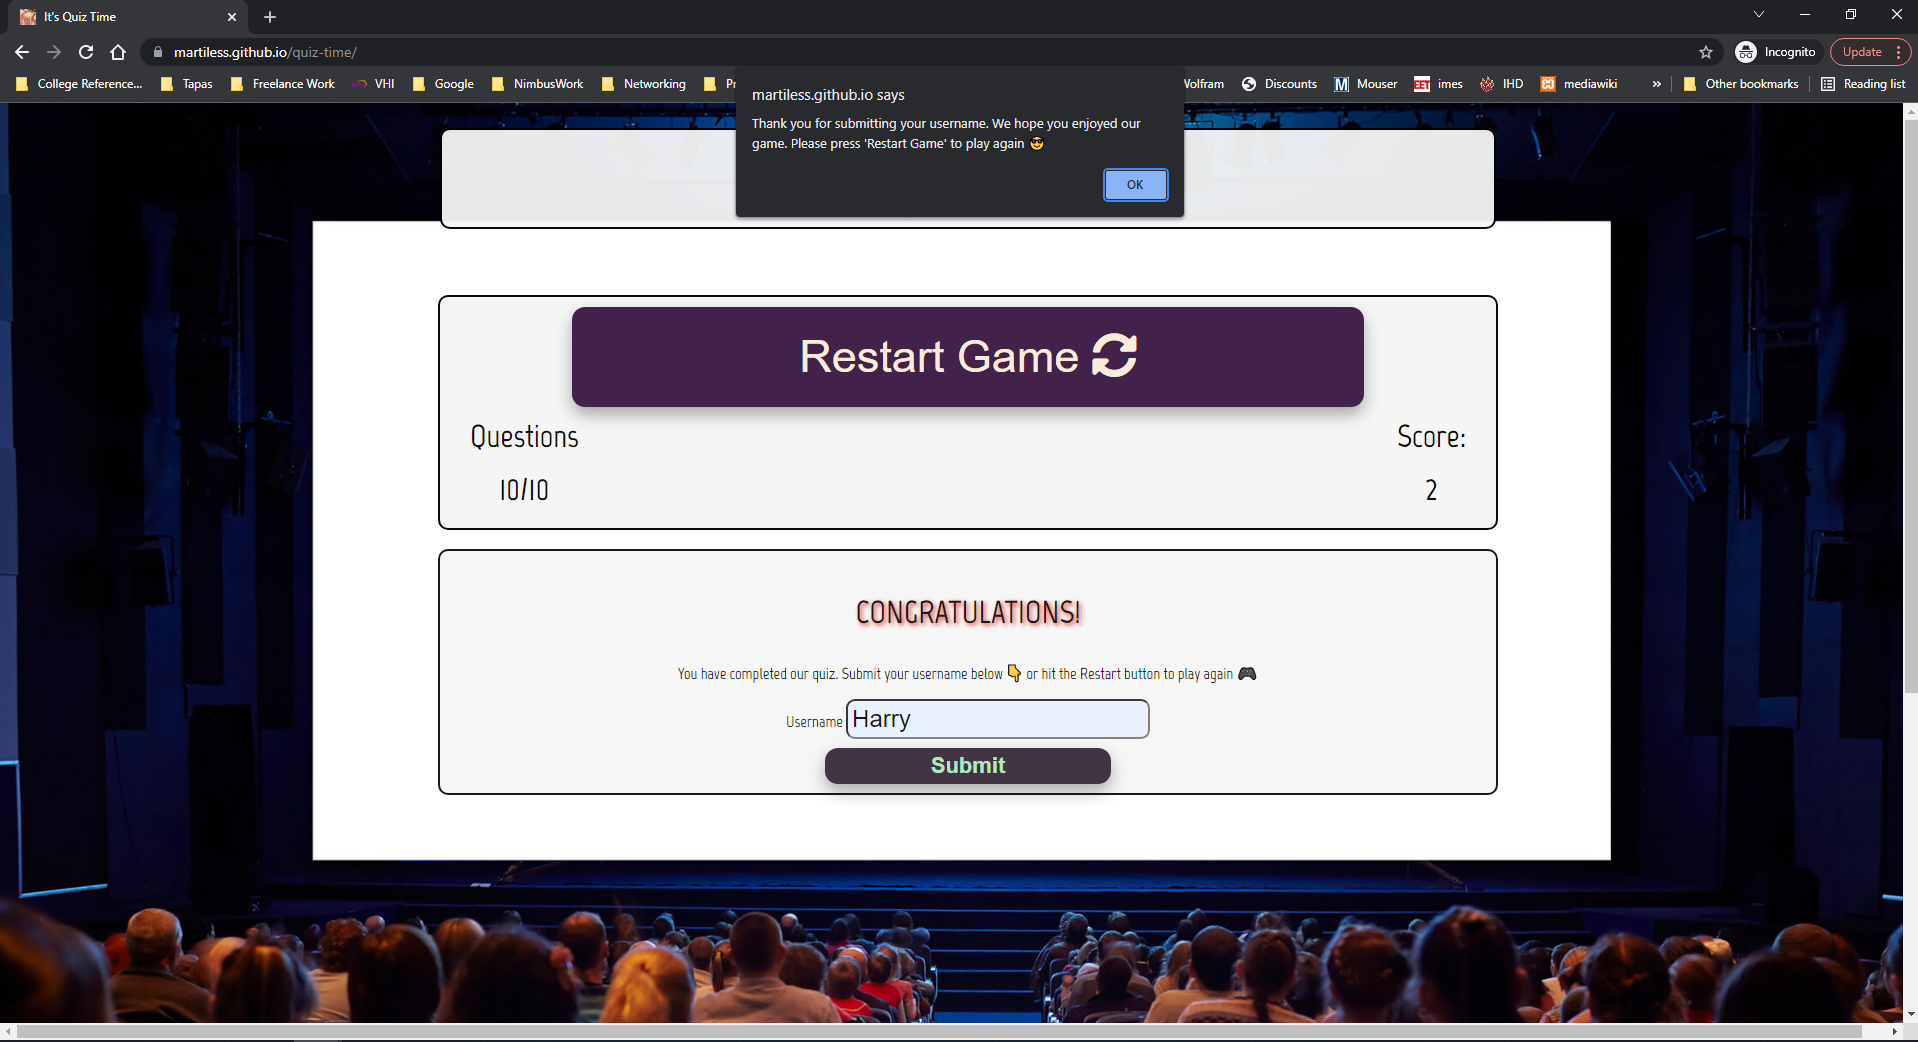 It's Quiz Time
martiless.github.io/quiz-time/
Incognito
Update
College Reference...
Tapas
Freelance Work
VHI
Google
NimbusWork
Networking
Discounts
Mouser
EET imes
IHD
mediawiki
»
Other bookmarks
Reading list
martiless.github.io says
Thank you for submitting your username. We hope you enjoyed our
game. Please press 'Restart Game' to play again 😎
OK
Restart Game
Questions
Score:
10/10
2
CONGRATULATIONS!
You have completed our quiz. Submit your username below 👇 or hit the Restart button to play again 🎮
Username Harry
Submit